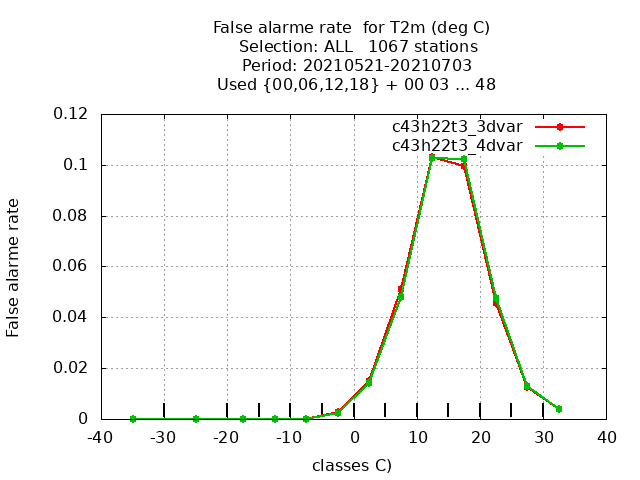 False alarme rate  for T2m (deg C)
Selection: ALL   1067 stations
Period: 20210521-20210703
Used {00,06,12,18} + 00 03 ... 48
c43h22t3_3dvar
c43h22t3_4dvar
False alarme rate
0.12
0.1
0.08
0.06
0.04
0.02
0
-40 -30 -20 -10 0 10 20 30 40
classes C)